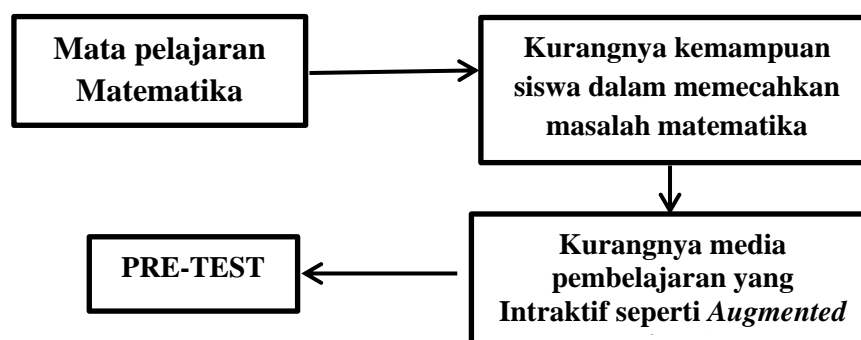 Mata pelajaran
Matematika
Kurangnya kemampuan
siswa dalam memecahkan
masalah matematika
Kurangnya media
pembelajaran yang
Intraktif seperti Augmented
PRE-TEST